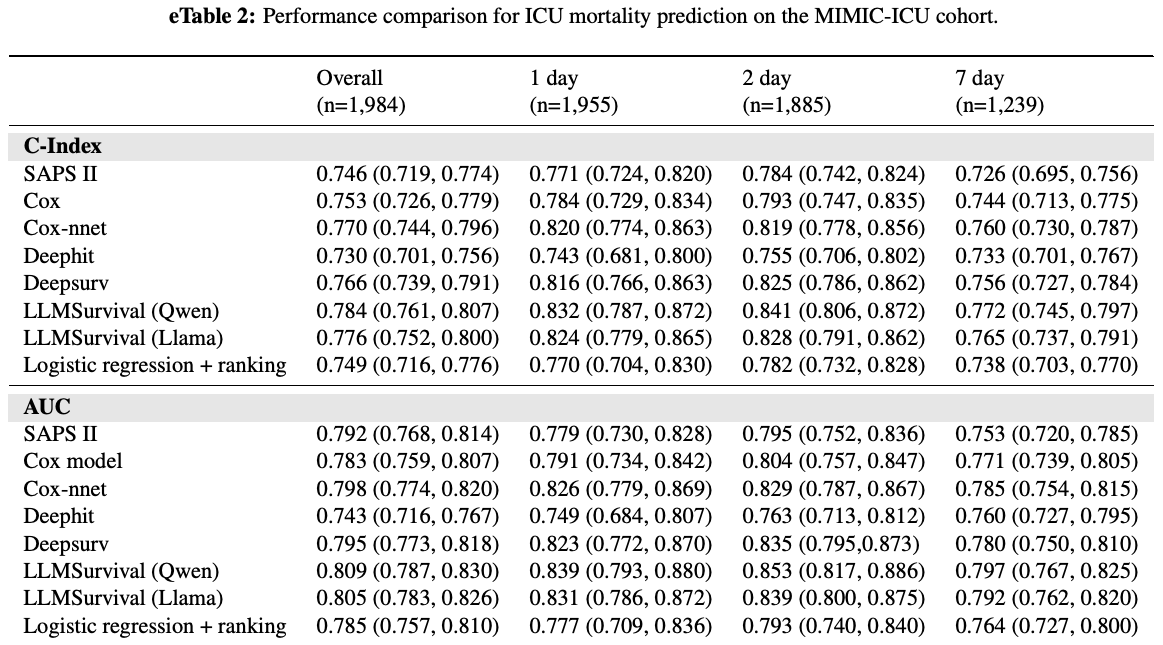 eTable 2: Performance comparison for ICU mortality prediction on the MIMIC-ICU cohort.
Overall 1 day 2 day 7 day
(n=1,984) (n=1,955) (n=1,885) (n=1,239)
C-Index
SAPS II 0.746 (0.719, 0.774) 0.771 (0.724, 0.820) 0.784 (0.742, 0.824) 0.726 (0.695, 0.756)
Cox 0.753 (0.726, 0.779) 0.784 (0.729, 0.834) 0.793 (0.747, 0.835) 0.744 (0.713, 0.775)
Cox-nnet 0.770 (0.744, 0.796) 0.820 (0.774, 0.863) 0.819 (0.778, 0.856) 0.760 (0.730, 0.787)
Deephit 0.730 (0.701, 0.756) 0.743 (0.681, 0.800) 0.755 (0.706, 0.802) 0.733 (0.701, 0.767)
Deepsurv 0.766 (0.739, 0.791) 0.816 (0.766, 0.863) 0.825 (0.786, 0.862) 0.756 (0.727, 0.784)
LLMSurvival (Qwen) 0.784 (0.761, 0.807) 0.832 (0.787, 0.872) 0.841 (0.806, 0.872) 0.772 (0.745, 0.797)
LLMSurvival (Llama) 0.776 (0.752, 0.800) 0.824 (0.779, 0.865) 0.828 (0.791, 0.862) 0.765 (0.737, 0.791)
Logistic regression + ranking 0.749 (0.716, 0.776) 0.770 (0.704, 0.830) 0.782 (0.732, 0.828) 0.738 (0.703, 0.770)
AUC
SAPS II 0.792 (0.768, 0.814) 0.779 (0.730, 0.828) 0.795 (0.752, 0.836) 0.753 (0.720, 0.785)
Cox model 0.783 (0.759, 0.807) 0.791 (0.734, 0.842) 0.804 (0.757, 0.847) 0.771 (0.739, 0.805)
Cox-nnet 0.798 (0.774, 0.820) 0.826 (0.779, 0.869) 0.829 (0.787, 0.867) 0.785 (0.754, 0.815)
Deephit 0.743 (0.716, 0.767) 0.749 (0.684, 0.807) 0.763 (0.713, 0.812) 0.760 (0.727, 0.795)
Deepsurv 0.795 (0.773, 0.818) 0.823 (0.772, 0.870) 0.835 (0.795,0.873) 0.780 (0.750, 0.810)
LLMSurvival (Qwen) 0.809 (0.787, 0.830) 0.839 (0.793, 0.880) 0.853 (0.817, 0.886) 0.797 (0.767, 0.825)
LLMSurvival (Llama) 0.805 (0.783, 0.826) 0.831 (0.786, 0.872) 0.839 (0.800, 0.875) 0.792 (0.762, 0.820)
Logistic regression + ranking 0.785 (0.757, 0.810) 0.777 (0.709, 0.836) 0.793 (0.740, 0.840) 0.764 (0.727, 0.800)